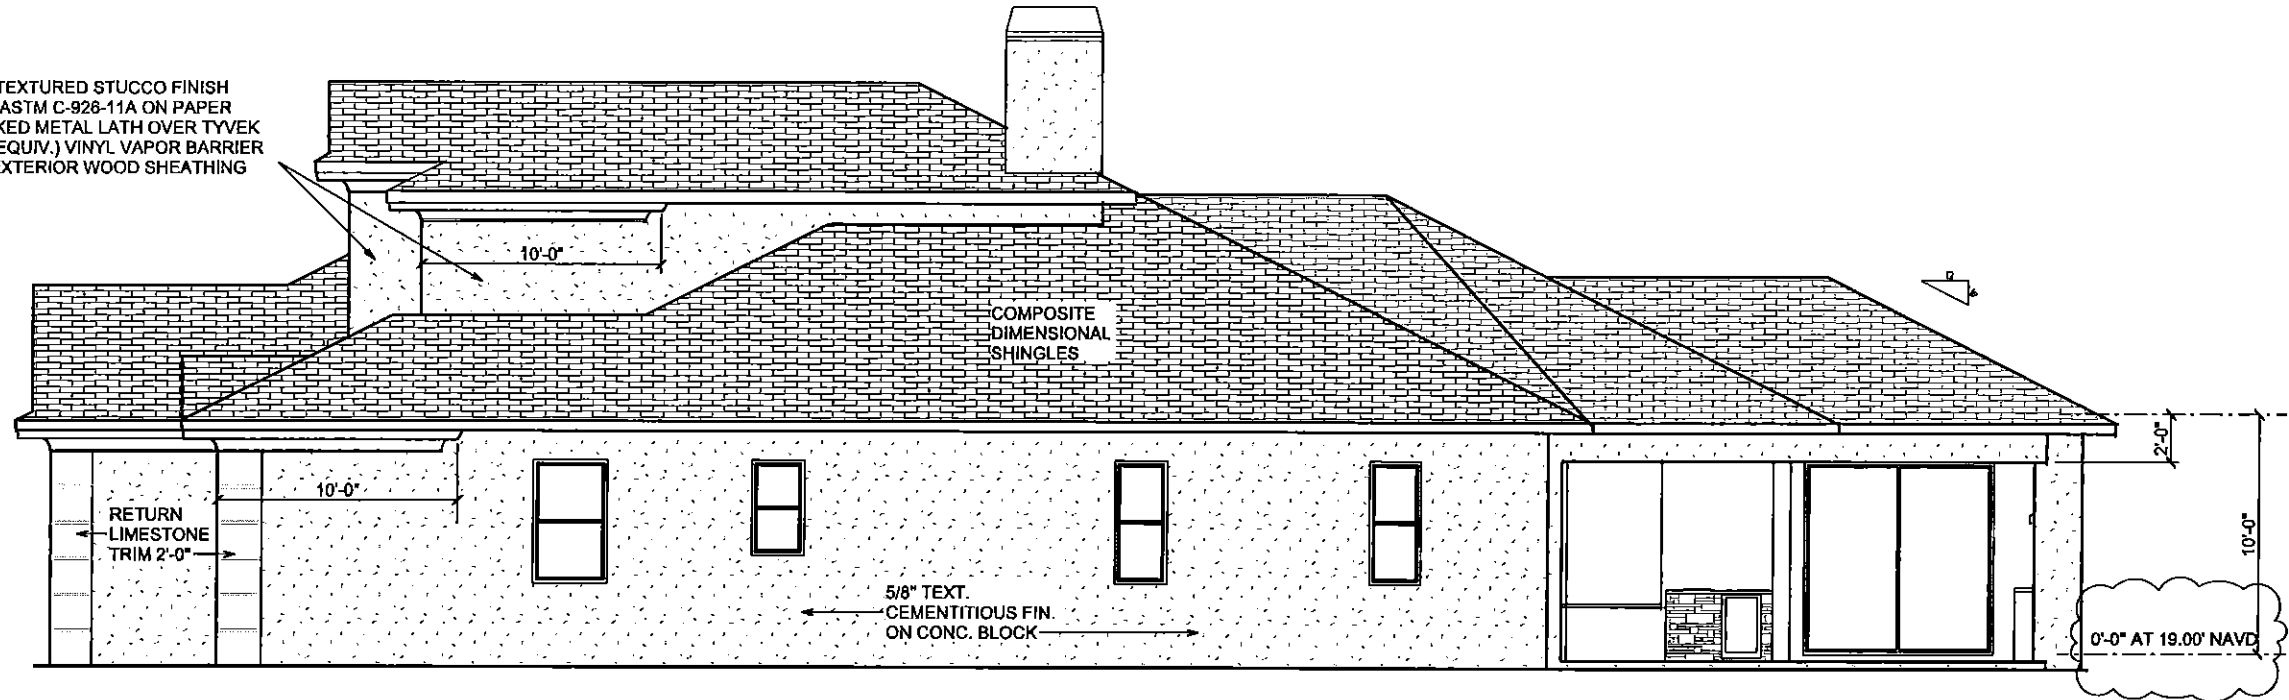 TEXTURED STUCCO FINISH
ASTM C-926-11A ON PAPER
KED METAL LATH OVER TYVEK
EQUIV.) VINYL VAPOR BARRIER
EXTERIOR WOOD SHEATHING
10'-0"
COMPOSITE
DIMENSIONAL
SHINGLES
12
2'-0"
10'-0"
10'-0"
RETURN
LIMESTONE
TRIM 2'-0"
5/8" TEXT.
CEMENTITIOUS FIN.
ON CONC. BLOCK
0'-0" AT 19.00' NAVD